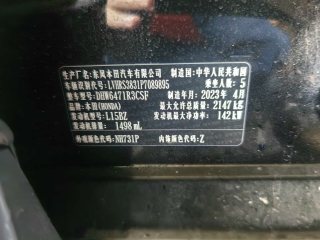 生产厂名:东风本田汽车有限公司 制造国:中华人民共和国
车辆识别代号:LVHRS3831P7089895 乘坐人数:5
整车型号:DHW6471R3CSF 制造年月:2023年 4月
品牌:本田(HONDA) 最大允许总质量:2147 kg
发动机型号:L15BZ 发动机最大净功率:142 kW
发动机排量:1498 mL
外观颜色代号:NH731P 内饰颜色代号:Z